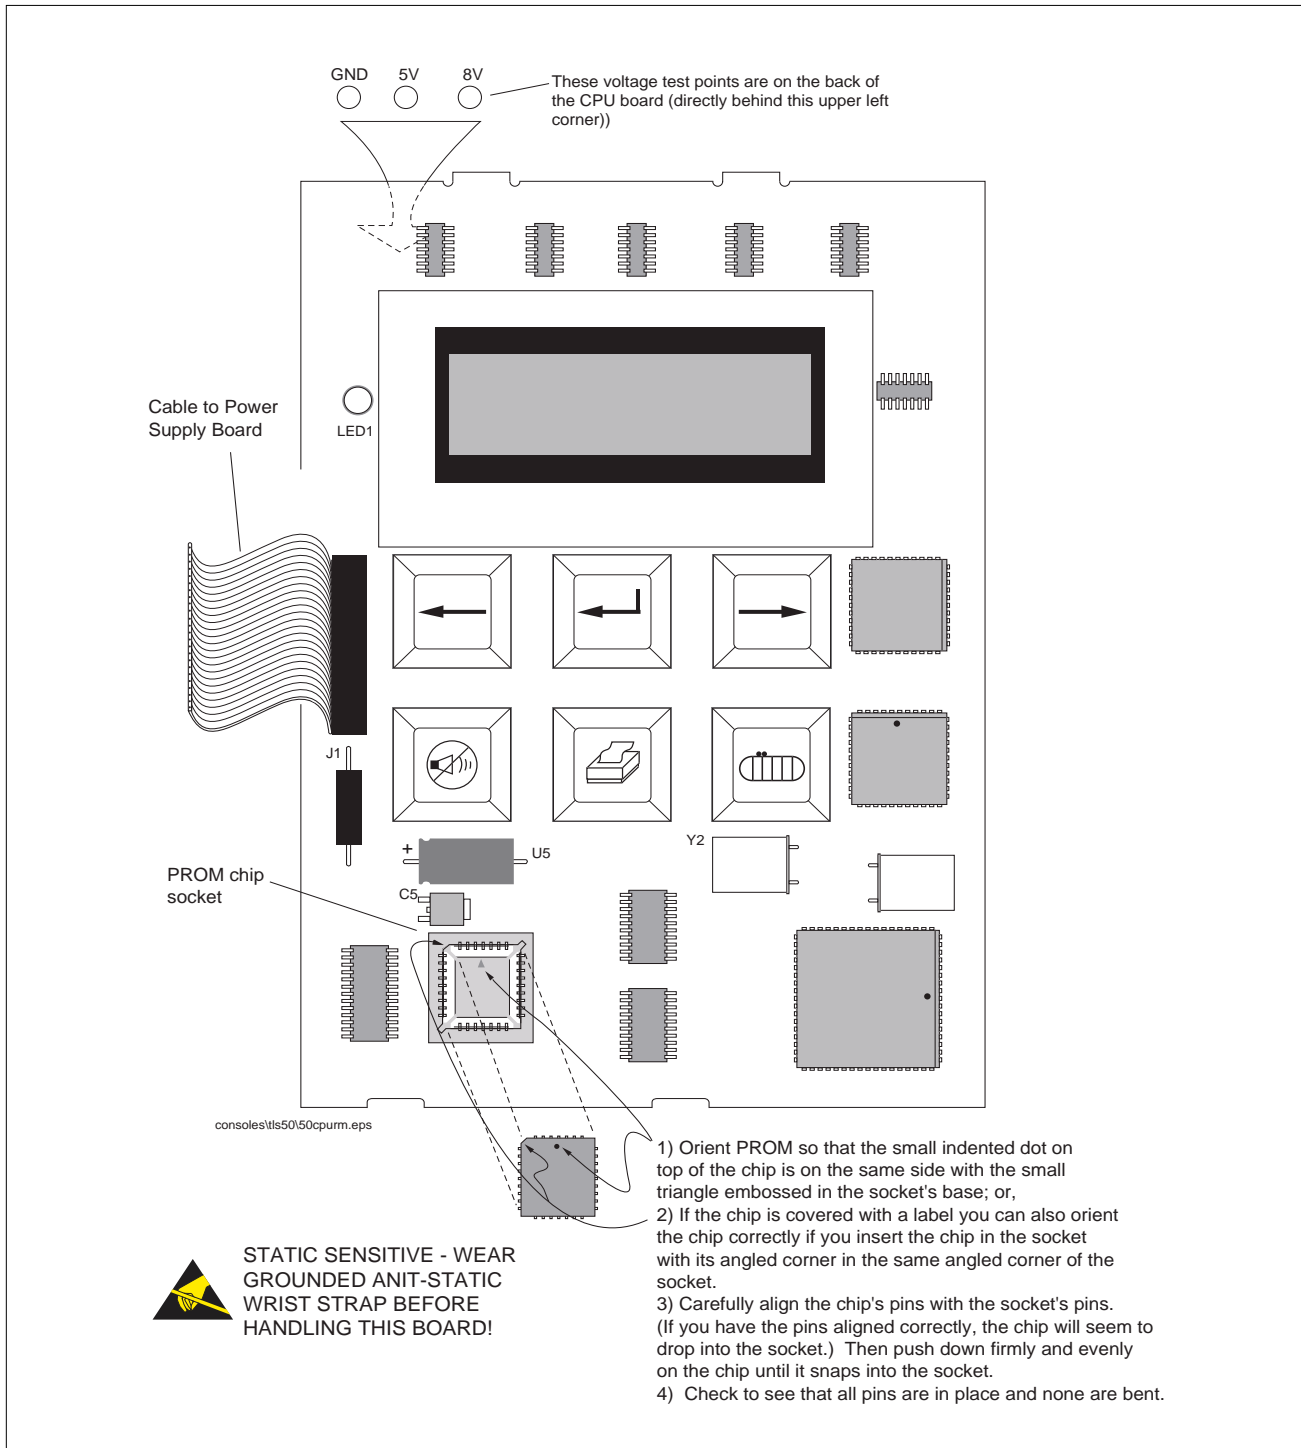 GND 5V 8V
These voltage test points are on the back of
the CPU board (directly behind this upper left
corner))
Cable to Power
Supply Board
LED1
J1
+
U5
Y2
PROM chip
socket
C5
consoles\tls50\50cpurm.eps
1) Orient PROM so that the small indented dot on
top of the chip is on the same side with the small
triangle embossed in the socket's base; or,
2) If the chip is covered with a label you can also orient
the chip correctly if you insert the chip in the socket
with its angled corner in the same angled corner of the
socket.
3) Carefully align the chip's pins with the socket's pins.
(If you have the pins aligned correctly, the chip will seem to
drop into the socket.) Then push down firmly and evenly
on the chip until it snaps into the socket.
4) Check to see that all pins are in place and none are bent.
STATIC SENSITIVE - WEAR
GROUNDED ANIT-STATIC
WRIST STRAP BEFORE
HANDLING THIS BOARD!